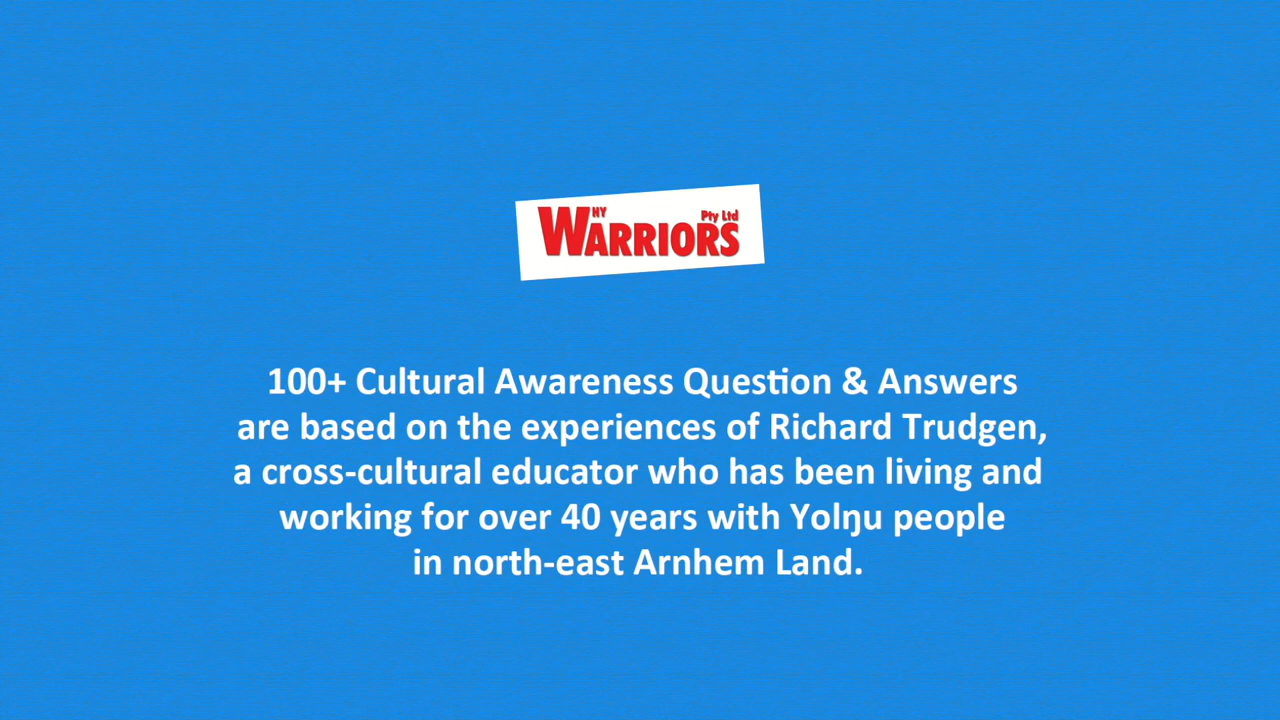 WHY WARRIORS Pty Ltd
100+ Cultural Awareness Question & Answers
are based on the experiences of Richard Trudgen,
a cross-cultural educator who has been living and
working for over 40 years with Yolŋu people
in north-east Arnhem Land.